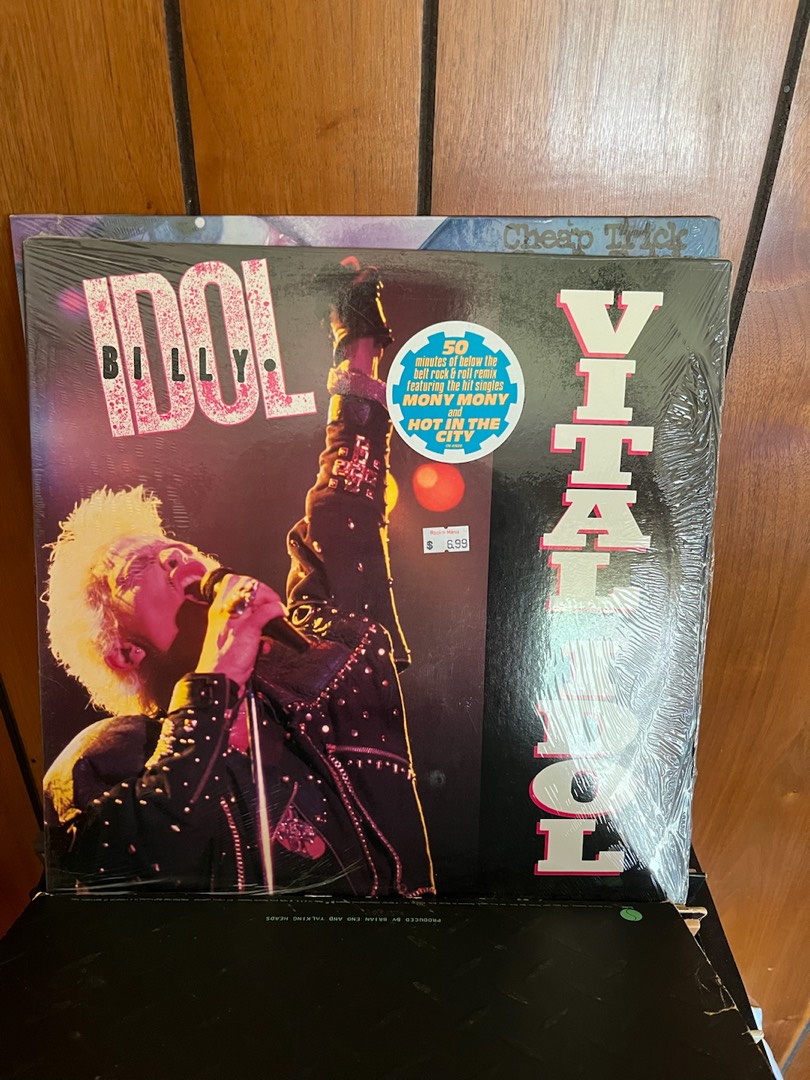 Cheap Trick
IDOL
BILLY
50
minutes of below the
belt rock & roll remix
featuring the hit singles
MONY MONY
and
HOT IN THE
CITY
$ 6.99
VITAL IDOL
PRODUCED BY BRIAN ENO AND TALKING HEADS